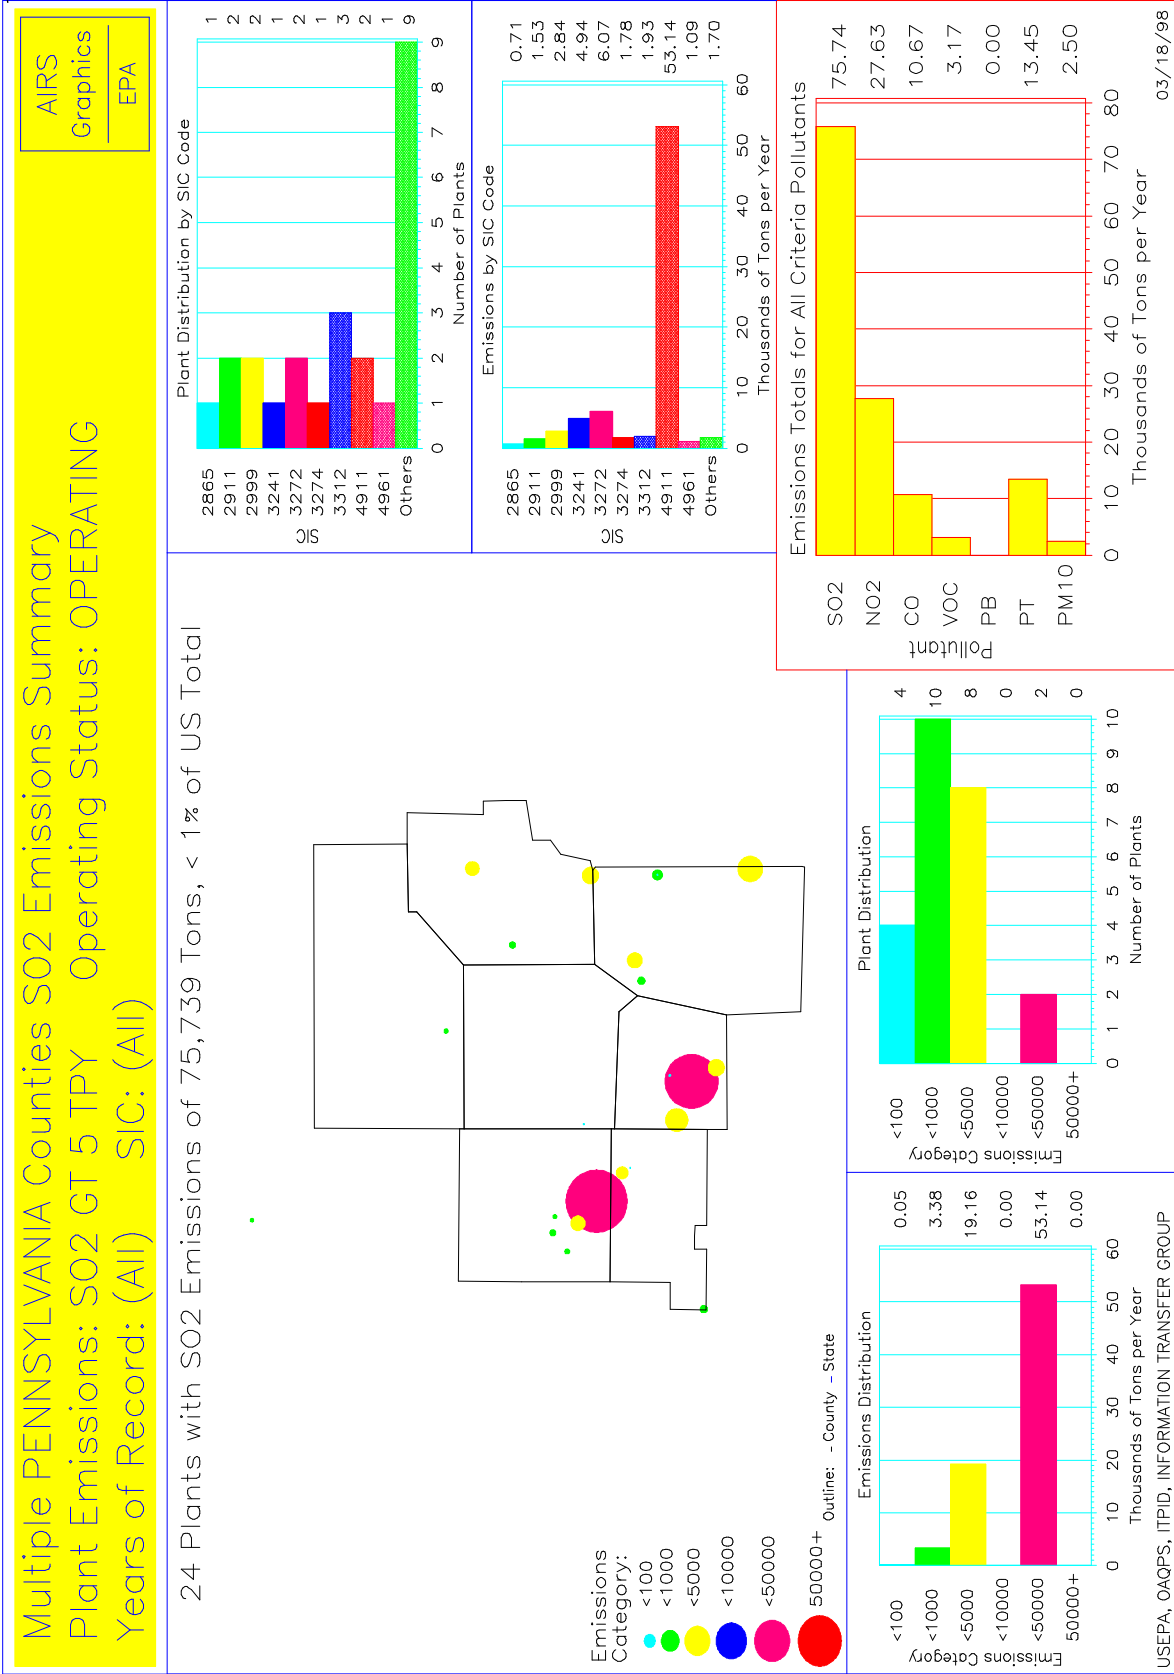 Multiple PENNSYLVANIA Counties SO2 Emissions Summary
Plant Emissions: SO2 GT 5 TPY Operating Status: OPERATING
Years of Record: (All) SIC: (All)
AIRS
Graphics
EPA
24 Plants with SO2 Emissions of 75,739 Tons, < 1% of US Total
Emissions
Category:
<100
<1000
<5000
<10000
<50000
50000+
Outline: - County - State
Plant Distribution by SIC Code
SIC
2865 1
2911 2
2999 2
3241 1
3272 2
3274 1
3312 3
4911 2
4961 1
Others 9
0 1 2 3 4 5 6 7 8 9
Number of Plants
Emissions by SIC Code
SIC
2865 0.71
2911 1.53
2999 2.84
3241 4.94
3272 6.07
3274 1.78
3312 1.93
4911 53.14
4961 1.09
Others 1.70
0 10 20 30 40 50 60
Thousands of Tons per Year
Emissions Totals for All Criteria Pollutants
Pollutant
SO2 75.74
NO2 27.63
CO 10.67
VOC 3.17
PB 0.00
PT 13.45
PM10 2.50
0 10 20 30 40 50 60 70 80
Thousands of Tons per Year
Emissions Distribution
Emissions Category
<100 0.05
<1000 3.38
<5000 19.16
<10000 0.00
<50000 53.14
50000+ 0.00
0 10 20 30 40 50 60
Thousands of Tons per Year
Plant Distribution
Emissions Category
<100 4
<1000 10
<5000 8
<10000 0
<50000 2
50000+ 0
0 1 2 3 4 5 6 7 8 9 10
Number of Plants
USEPA, OAQPS, ITPID, INFORMATION TRANSFER GROUP
03/18/98